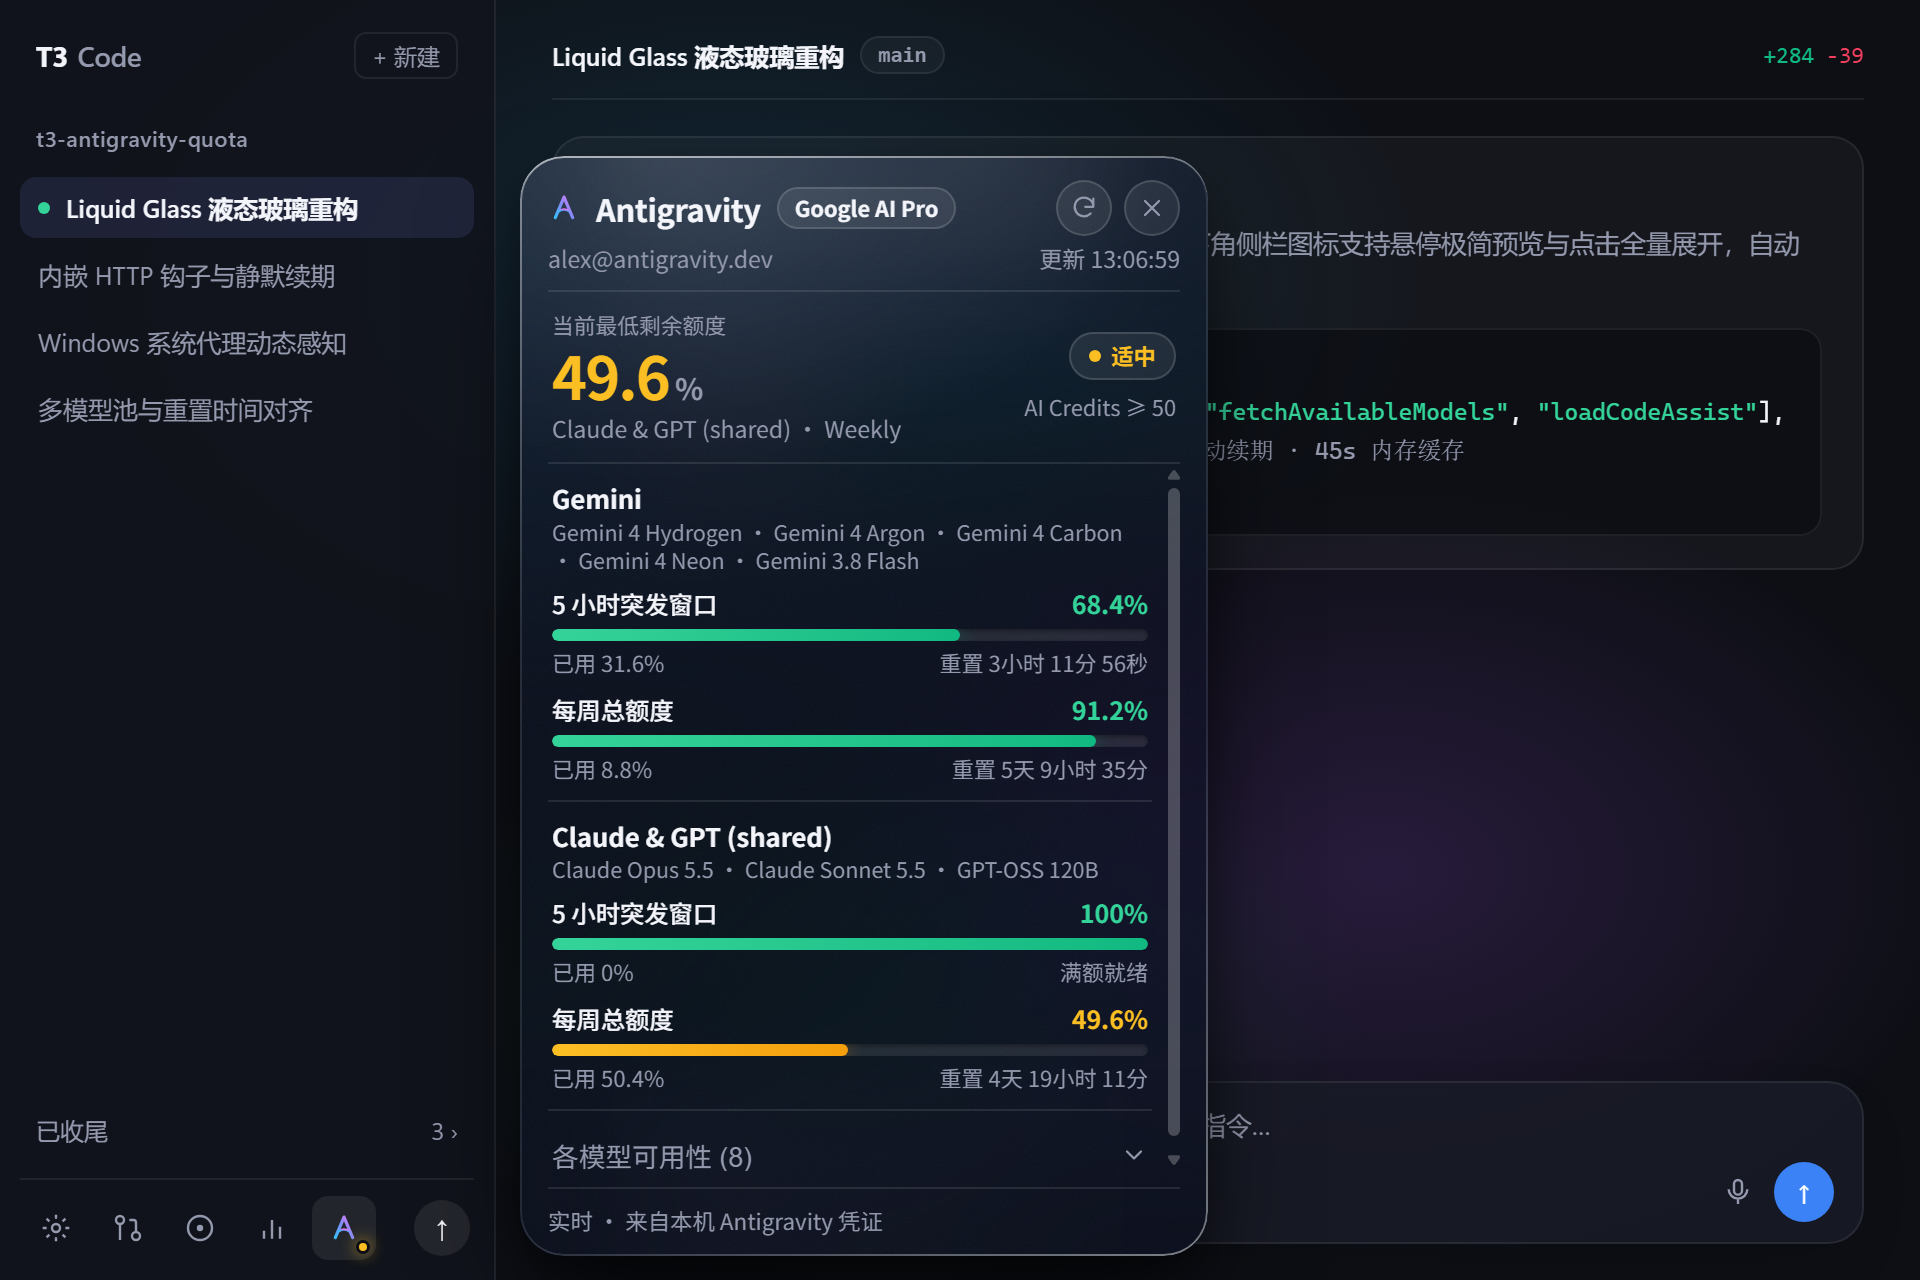 T3 Code
+ 新建
t3-antigravity-quota
Liquid Glass 液态玻璃重构
内嵌 HTTP 钩子与静默续期
Windows 系统代理动态感知
多模型池与重置时间对齐
已收尾
3 ›
Liquid Glass 液态玻璃重构
main
+284 -39
角侧栏图标支持悬停极简预览与点击全量展开，自动
"fetchAvailableModels", "loadCodeAssist"],
动续期 · 45s 内存缓存
指令...
↑
↑
Antigravity
Google AI Pro
alex@antigravity.dev
更新 13:06:59
当前最低剩余额度
49.6%
Claude & GPT (shared) • Weekly
适中
AI Credits ⩾ 50
Gemini
Gemini 4 Hydrogen • Gemini 4 Argon • Gemini 4 Carbon
• Gemini 4 Neon • Gemini 3.8 Flash
5 小时突发窗口
68.4%
已用 31.6%
重置 3小时 11分 56秒
每周总额度
91.2%
已用 8.8%
重置 5天 9小时 35分
Claude & GPT (shared)
Claude Opus 5.5 • Claude Sonnet 5.5 • GPT-OSS 120B
5 小时突发窗口
100%
已用 0%
满额就绪
每周总额度
49.6%
已用 50.4%
重置 4天 19小时 11分
各模型可用性 (8)
实时 • 来自本机 Antigravity 凭证